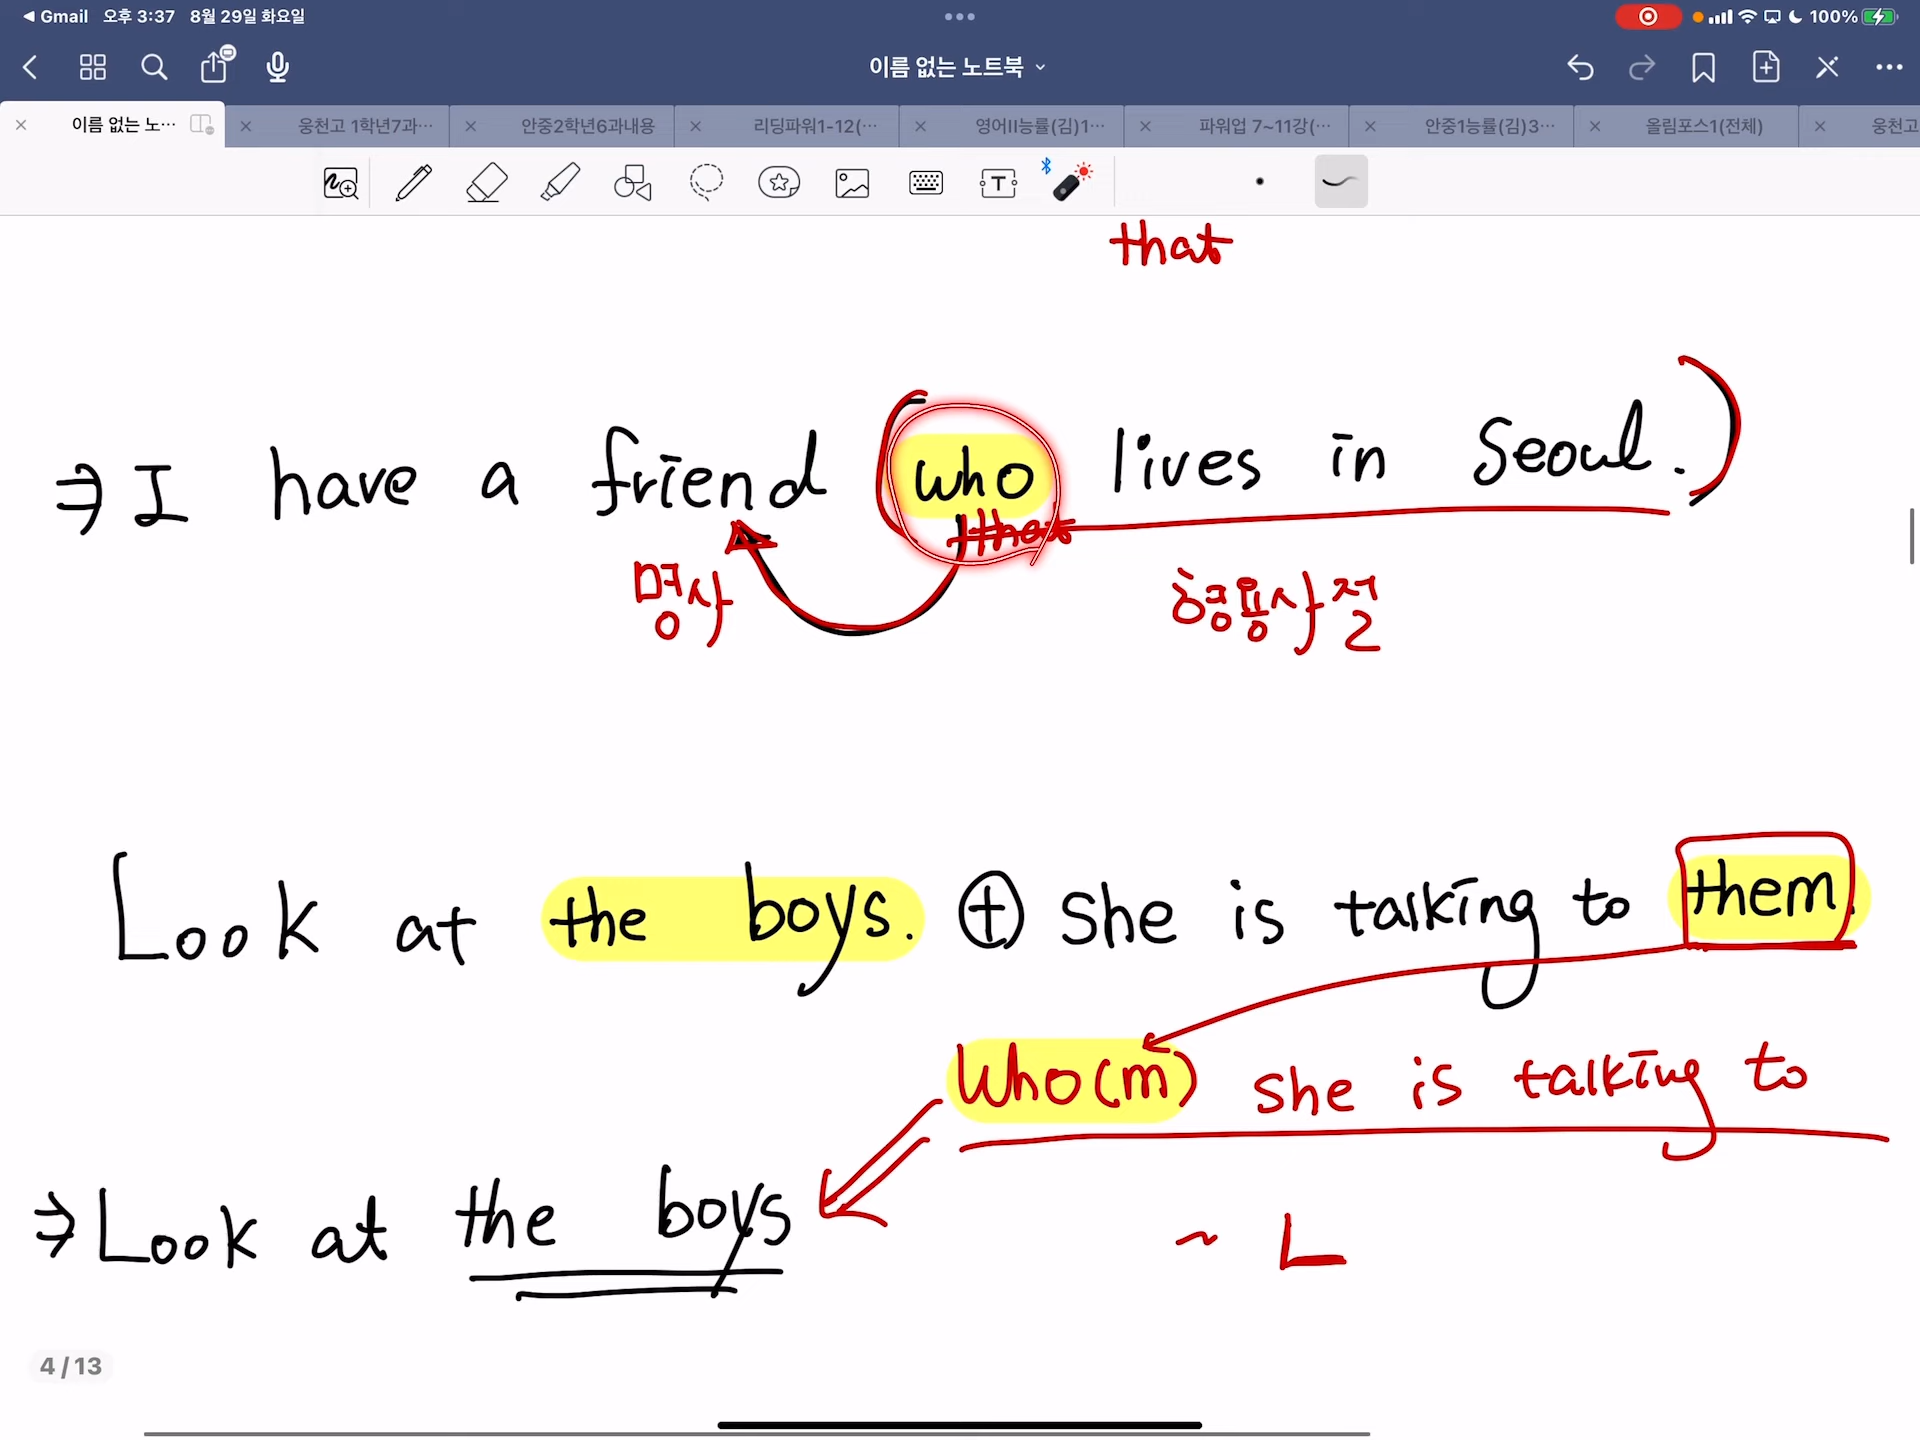 Gmail 오후 3:37 8월 29일 화요일 100%
이름 없는 노트북
이름 없는 노… 웅천고 1학년7과… 안중2학년6과내용 리딩파워1-12(… 영어II능률(김)1… 파워업 7~11강(… 안중1능률(김)3… 올림포스1(전체) 웅천고
that
⇒ I have a friend (who lives in Seoul.)
that
명사 형용사절
Look at the boys. ⊕ She is talking to them.
Who(m) she is talking to
⇒ Look at the boys
~ L
4 / 13